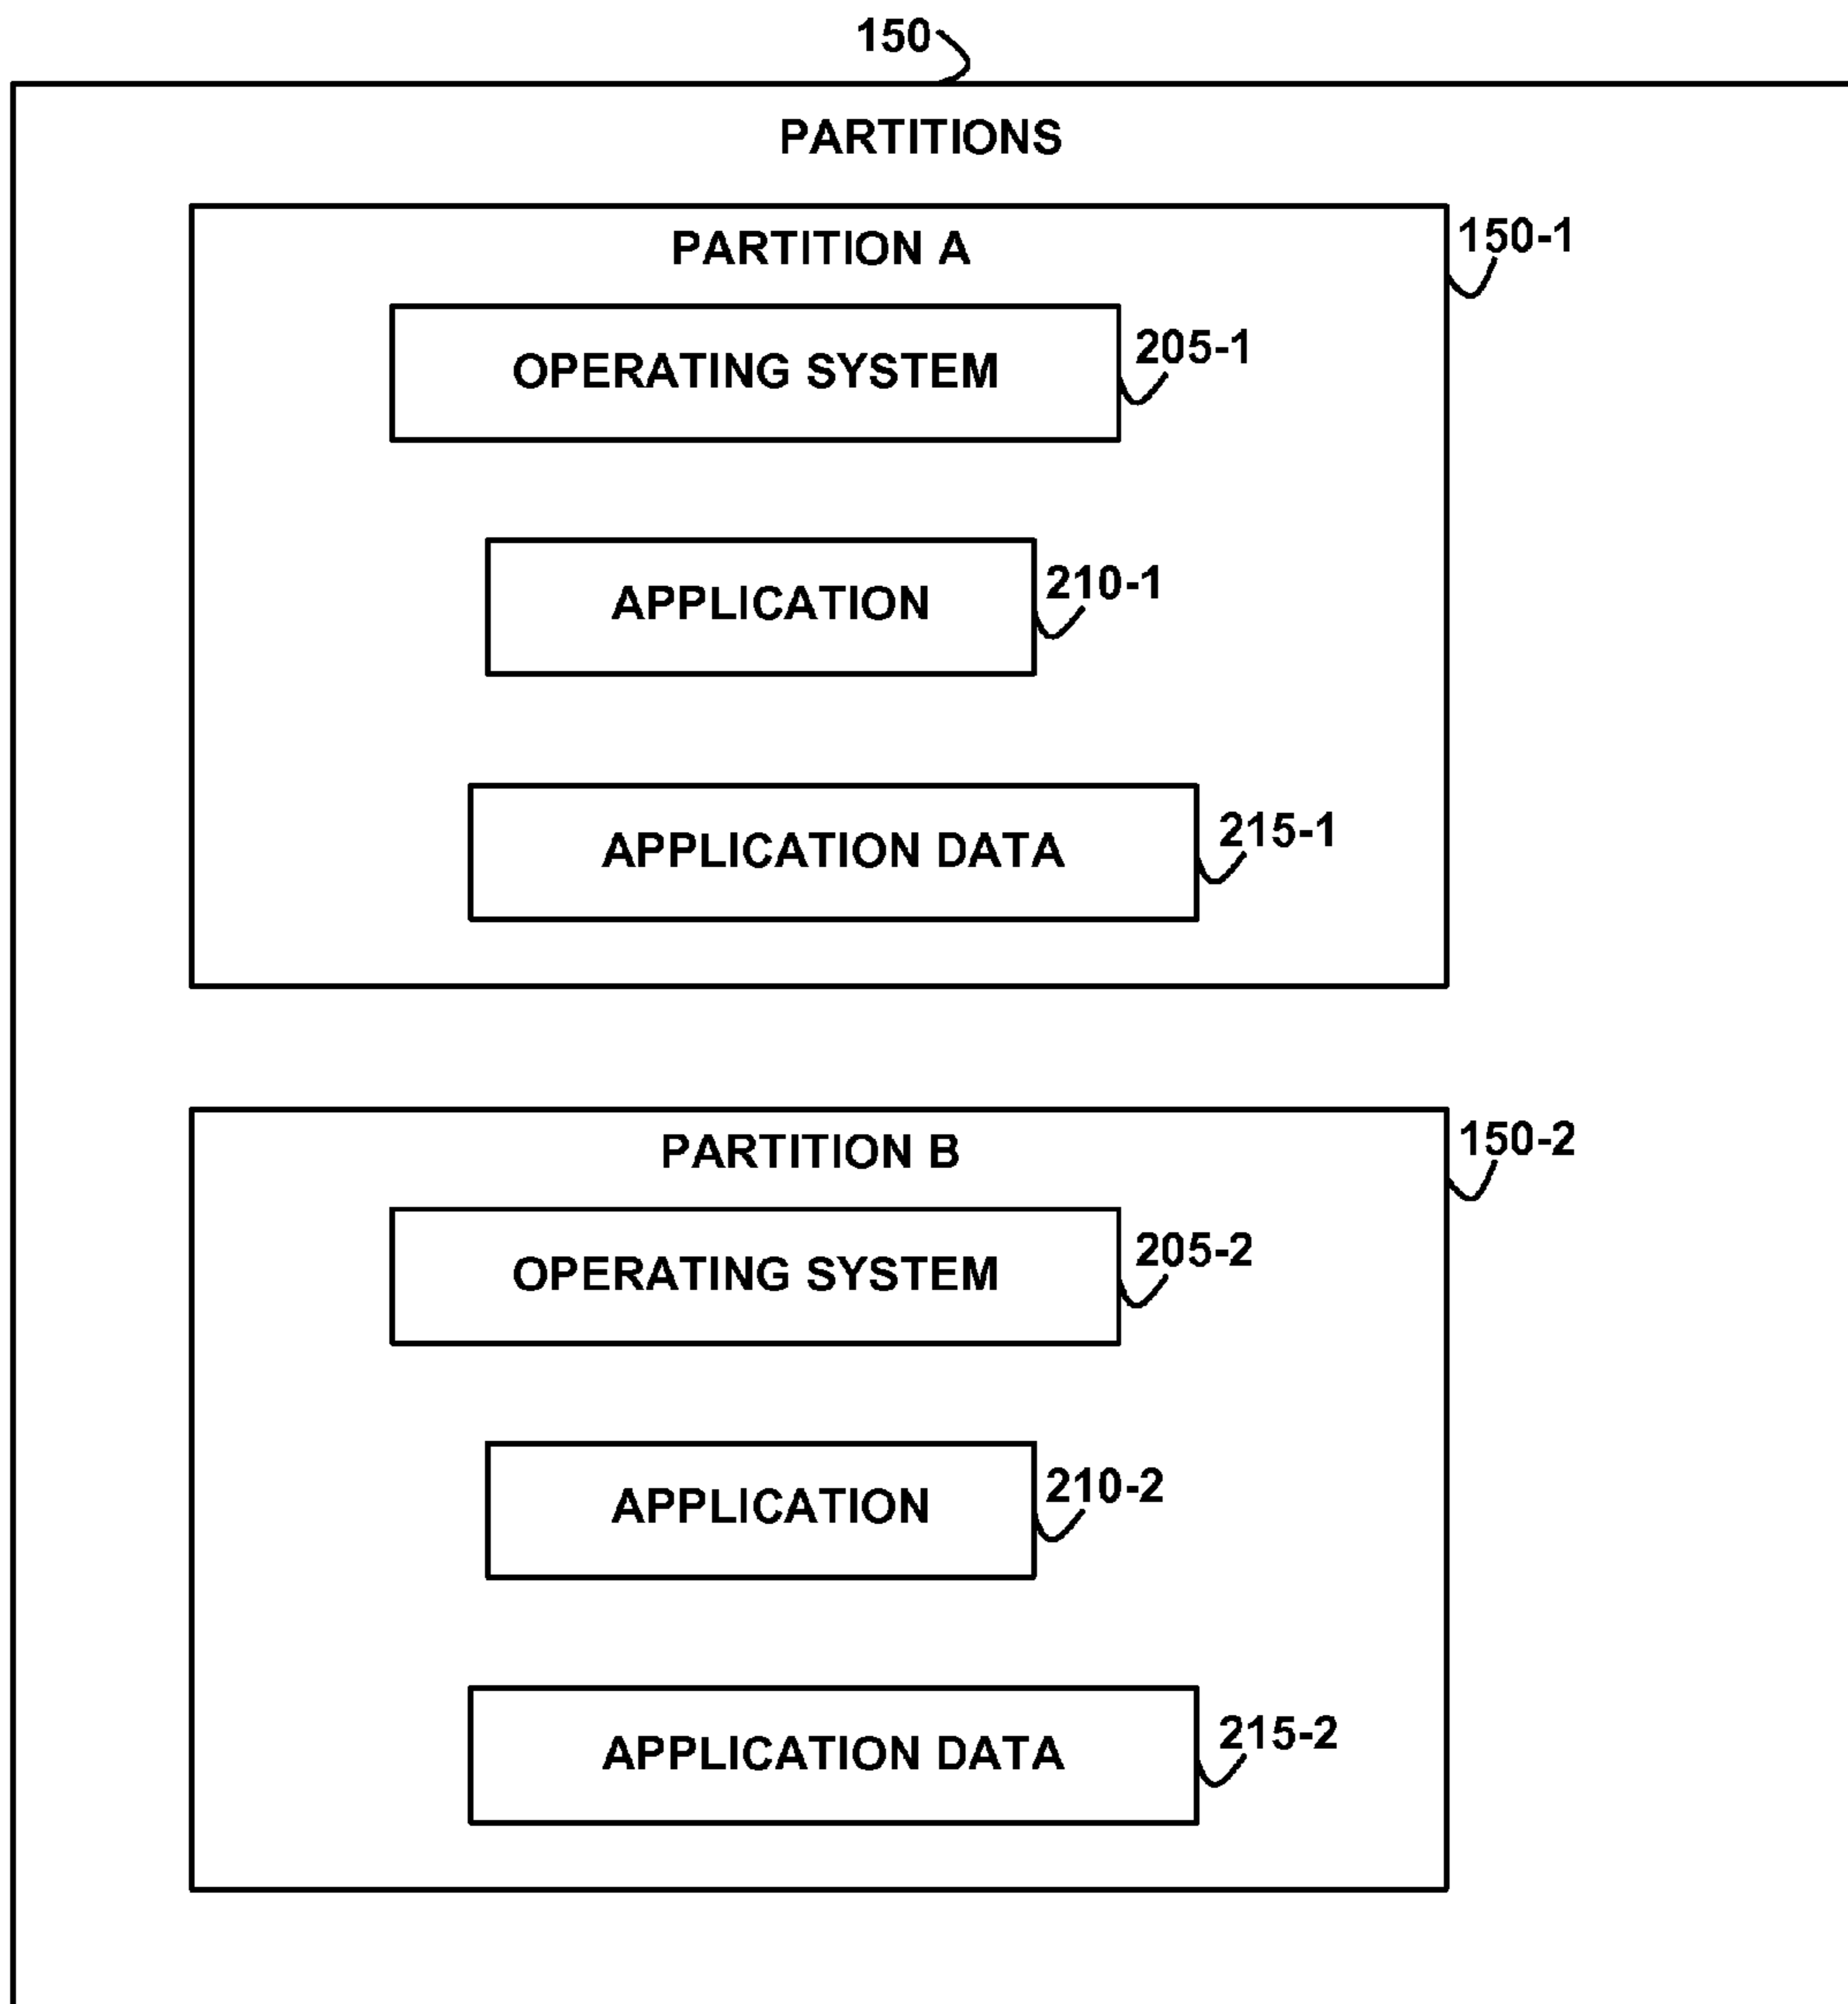 150
PARTITIONS
PARTITION A
150-1
OPERATING SYSTEM
205-1
APPLICATION
210-1
APPLICATION DATA
215-1
PARTITION B
150-2
OPERATING SYSTEM
205-2
APPLICATION
210-2
APPLICATION DATA
215-2